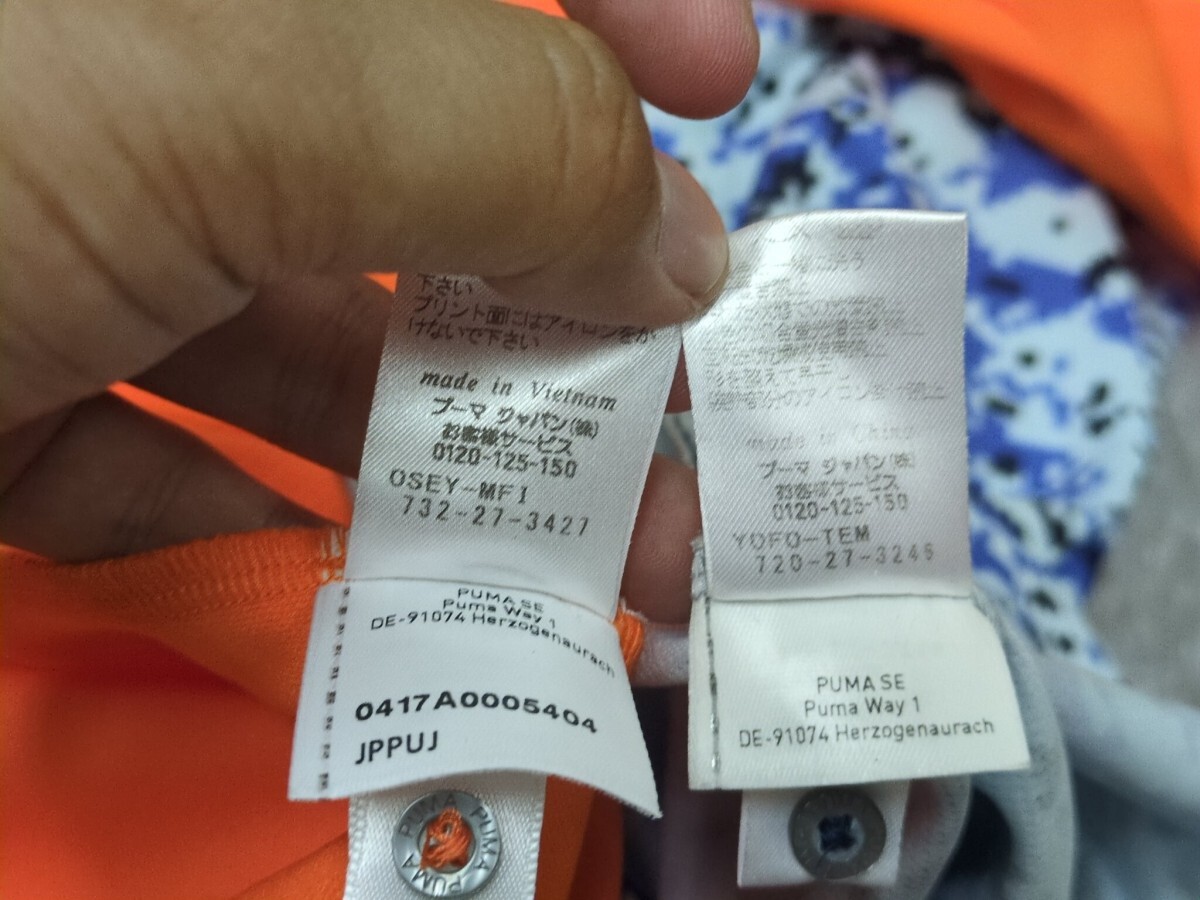 下さい
プリント面にはアイロンをか
けないで下さい
made in Vietnam
プーマ ジャパン(株)
お客様サービス
0120-125-150
OSEY-MFI
732-27-3427
PUMA SE
Puma Way 1
DE-91074 Herzogenaurach
0417A0005404
JPPUJ
PUMA PUMA PUMA
made in China
プーマ ジャパン(株)
お客様サービス
0120-125-150
YOFO-TEM
720-27-3246
PUMA SE
Puma Way 1
DE-91074 Herzogenaurach